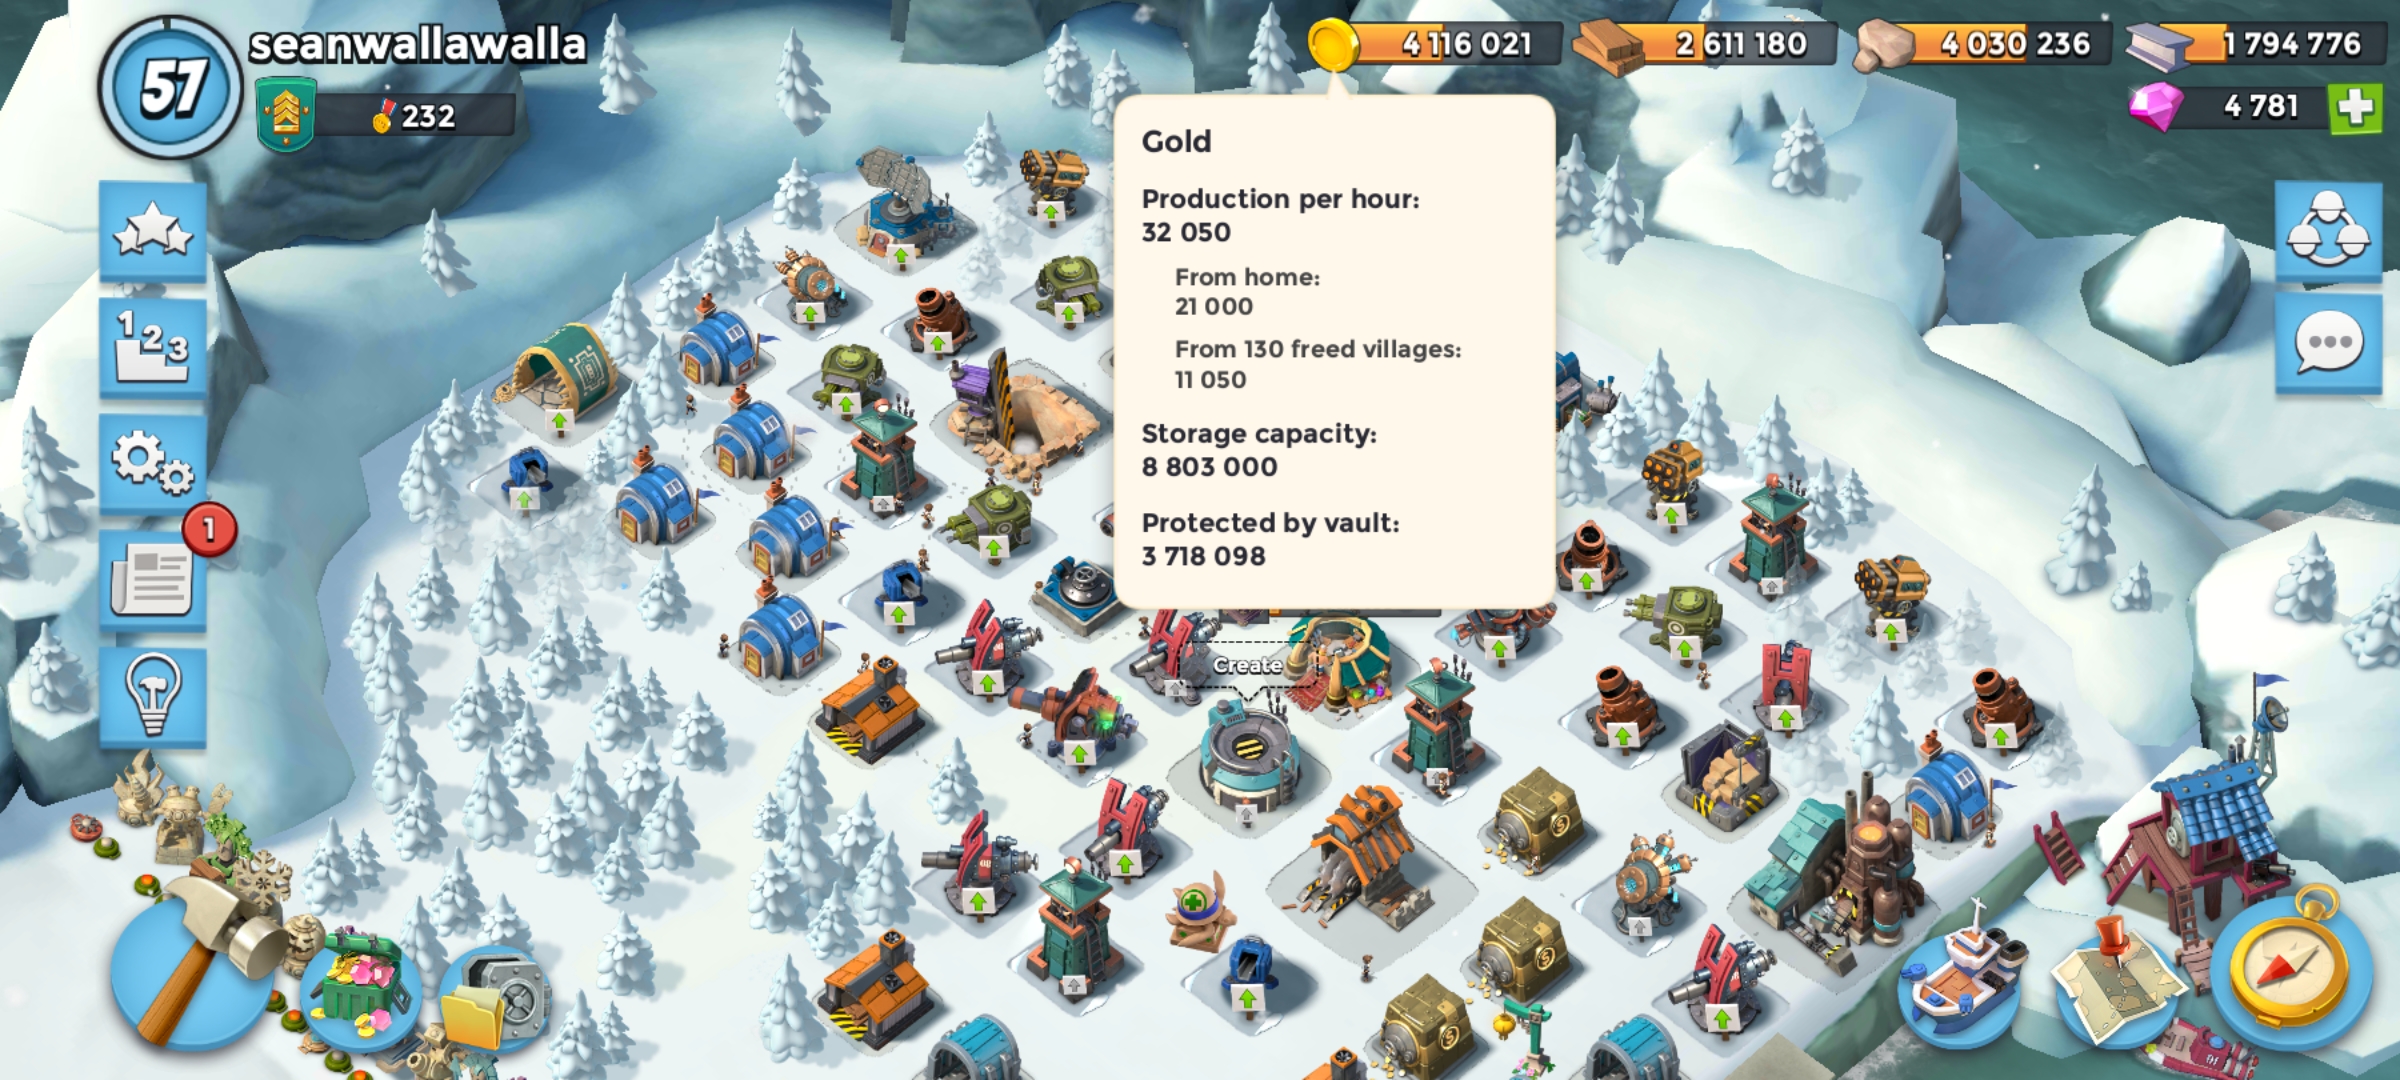 57
seanwallawalla
232
4 116 021
2 611 180
4 030 236
1 794 776
4 781
Gold
Production per hour:
32 050
From home:
21 000
From 130 freed villages:
11 050
Storage capacity:
8 803 000
Protected by vault:
3 718 098
123
1
Create